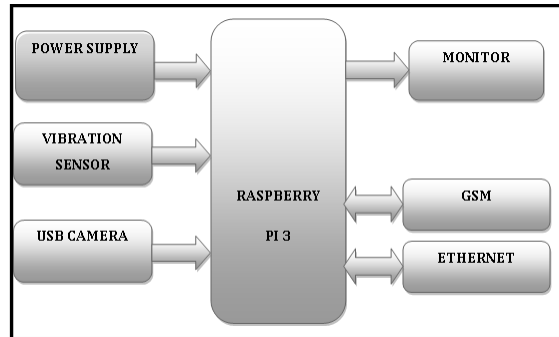 POWER SUPPLY
VIBRATION
SENSOR
USB CAMERA
RASPBERRY
PI 3
MONITOR
GSM
ETHERNET